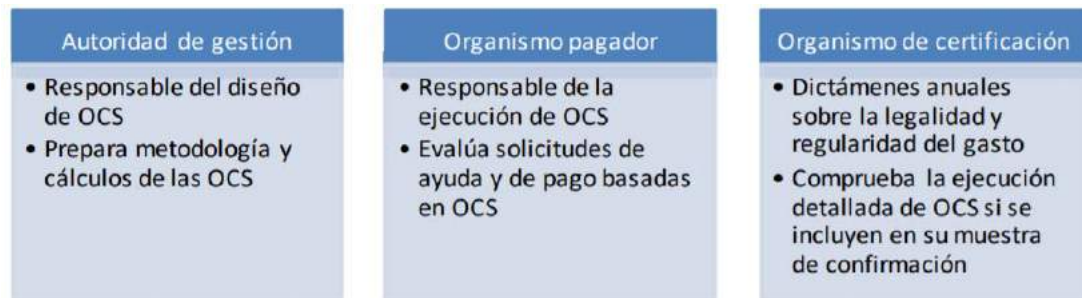 Autoridad de gestión
• Responsable del diseño
de OCS
• Prepara metodología y
cálculos de las OCS
Organismo pagador
• Responsable de la
ejecución de OCS
• Evalúa solicitudes de
ayuda y de pago basadas
en OCS
Organismo de certificación
• Dictámenes anuales
sobre la legalidad y
regularidad del gasto
• Comprueba la ejecución
detallada de OCS si se
incluyen en su muestra
de confirmación